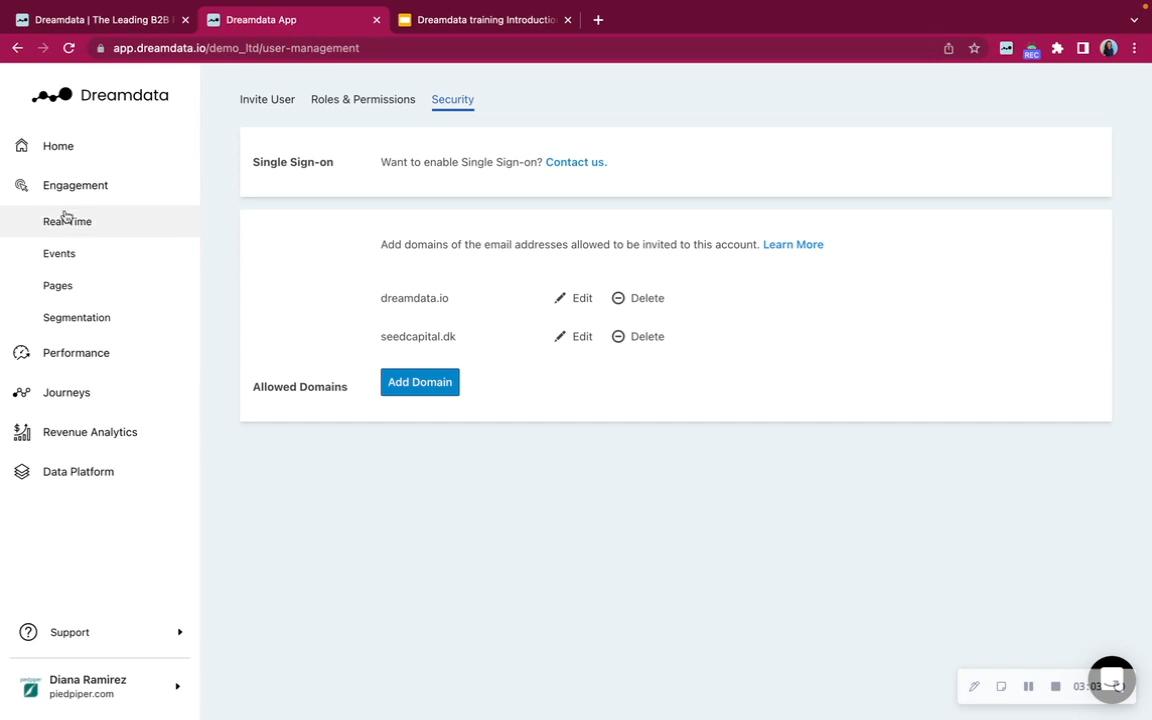 Dreamdata | The Leading B2B
Dreamdata App
Dreamdata training Introductio
app.dreamdata.io/demo_ltd/user-management
REC
Dreamdata
Home
Engagement
Real-Time
Events
Pages
Segmentation
Performance
Journeys
Revenue Analytics
Data Platform
Support
Diana Ramirez
piedpiper.com
Invite User
Roles & Permissions
Security
Single Sign-on
Want to enable Single Sign-on? Contact us.
Add domains of the email addresses allowed to be invited to this account. Learn More
dreamdata.io Edit Delete
seedcapital.dk Edit Delete
Allowed Domains
Add Domain